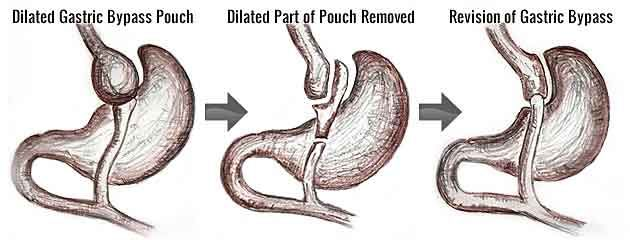 Dilated Gastric Bypass Pouch
Dilated Part of Pouch Removed
Revision of Gastric Bypass